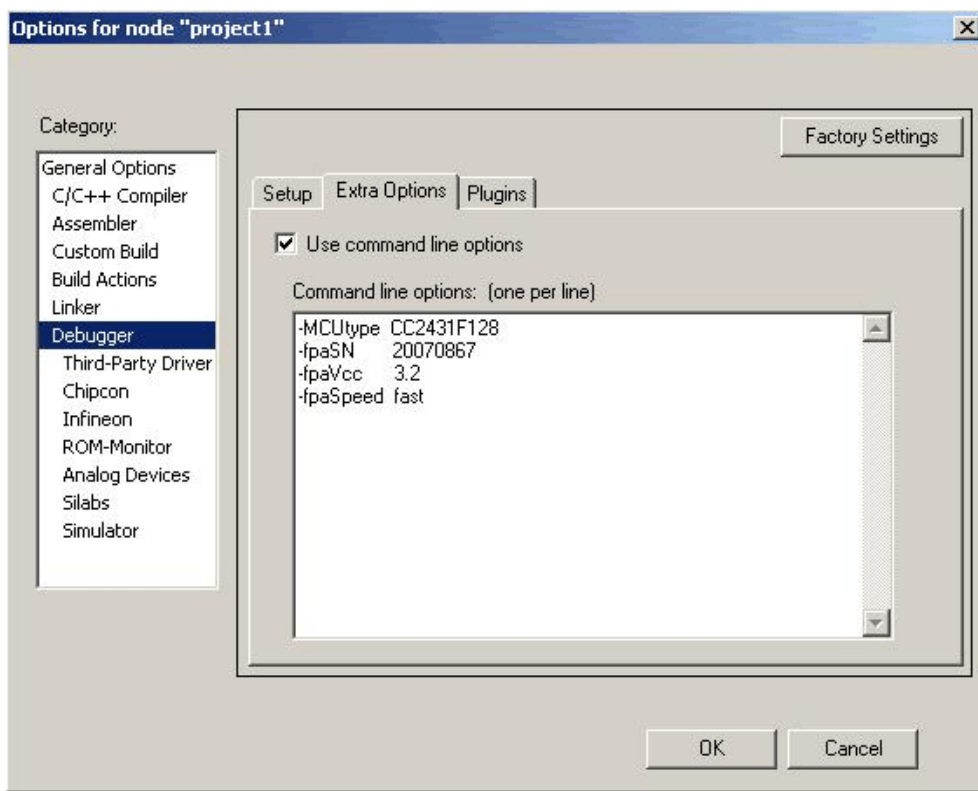 Options for node "project1"
Category:
Factory Settings
General Options
C/C++ Compiler
Assembler
Custom Build
Build Actions
Linker
Debugger
Third-Party Driver
Chipcon
Infineon
ROM-Monitor
Analog Devices
Silabs
Simulator
Setup Extra Options Plugins
Use command line options
Command line options: (one per line)
-MCUtype CC2431F128
-fpaSN 20070867
-fpaVcc 3.2
-fpaSpeed fast
OK Cancel